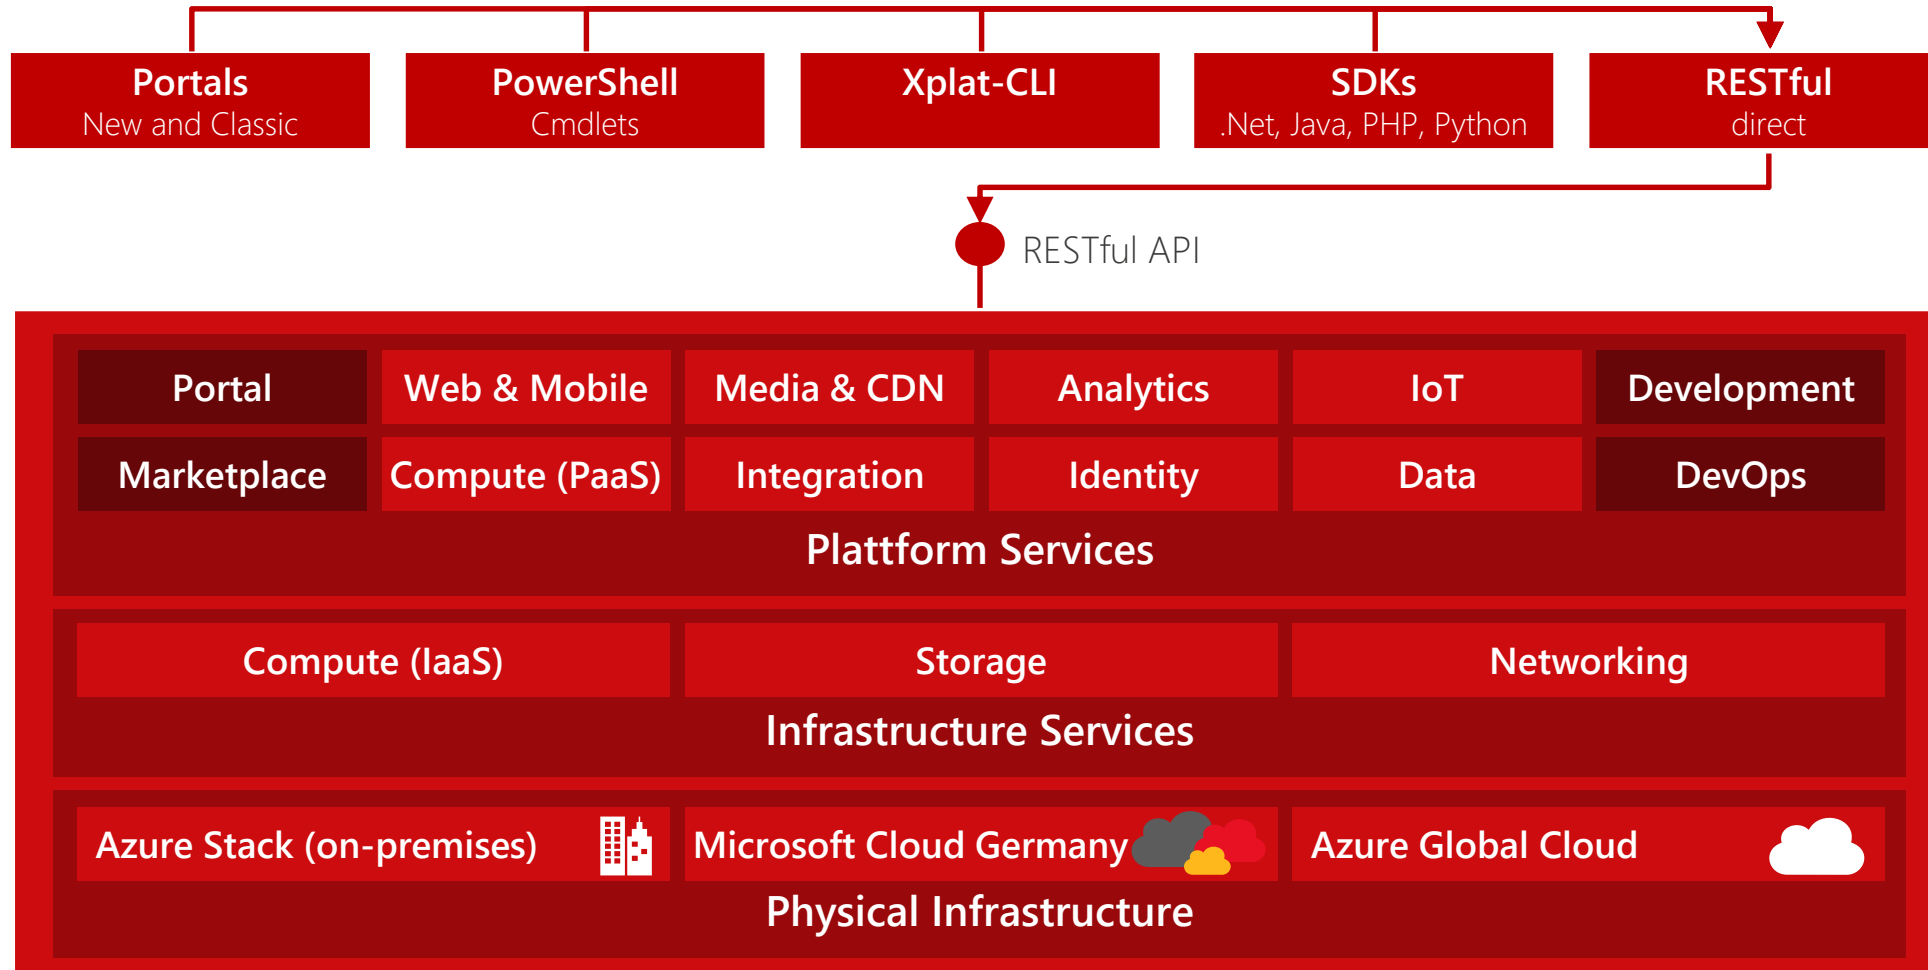 Portals
New and Classic
PowerShell
Cmdlets
Xplat-CLI
SDKs
.Net, Java, PHP, Python
RESTful
direct
RESTful API
Portal
Web & Mobile
Media & CDN
Analytics
IoT
Development
Marketplace
Compute (PaaS)
Integration
Identity
Data
DevOps
Plattform Services
Compute (IaaS)
Storage
Networking
Infrastructure Services
Azure Stack (on-premises)
Microsoft Cloud Germany
Azure Global Cloud
Physical Infrastructure